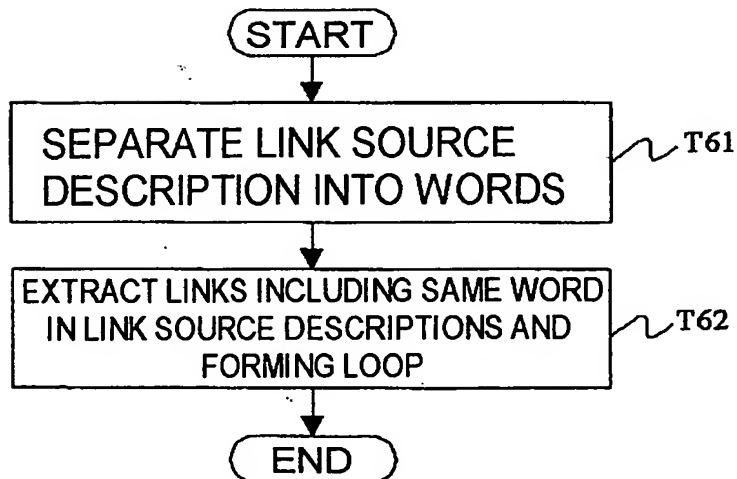 START
SEPARATE LINK SOURCE
DESCRIPTION INTO WORDS
T61
EXTRACT LINKS INCLUDING SAME WORD
IN LINK SOURCE DESCRIPTIONS AND
FORMING LOOP
T62
END